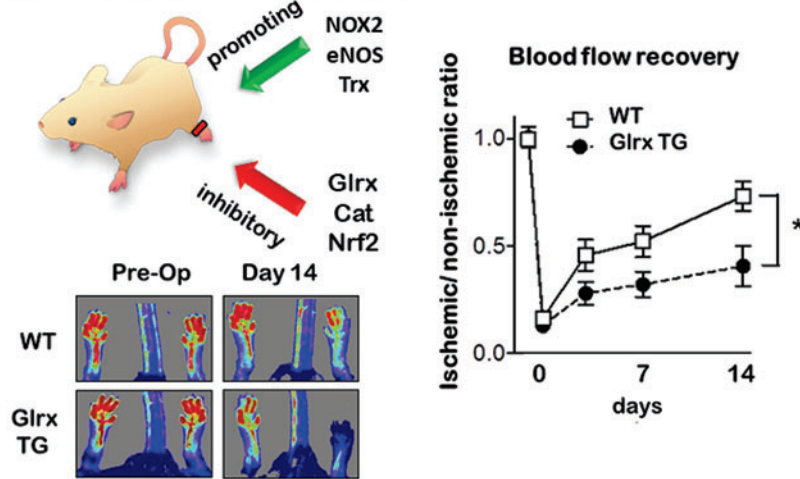 promoting
NOX2
eNOS
Trx
inhibitory
Glrx
Cat
Nrf2
Pre-Op
Day 14
WT
Glrx
TG
Blood flow recovery
WT
Glrx TG
Ischemic/ non-ischemic ratio
1.0
0.5
0.0
*
0
7
14
days